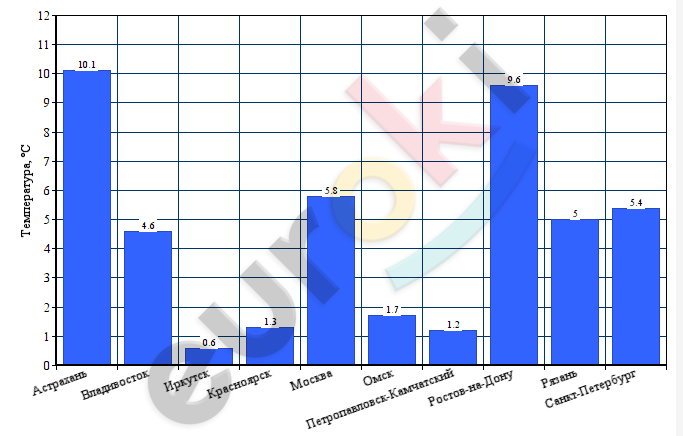 12
11
10
9
8
7
6
5
4
3
2
1
0
Температура, °С
10.1
4.6
0.6
1.3
5.8
1.7
1.2
9.6
5
5.4
Астрахань
Владивосток
Иркутск
Красноярск
Москва
Омск
Петропавловск-Камчатский
Ростов-на-Дону
Рязань
Санкт-Петербург
euroki